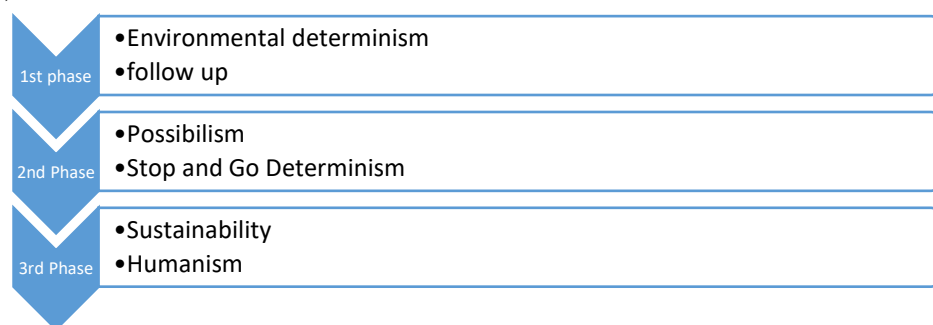 1st phase
•Environmental determinism
•follow up
2nd Phase
•Possibilism
•Stop and Go Determinism
3rd Phase
•Sustainability
•Humanism